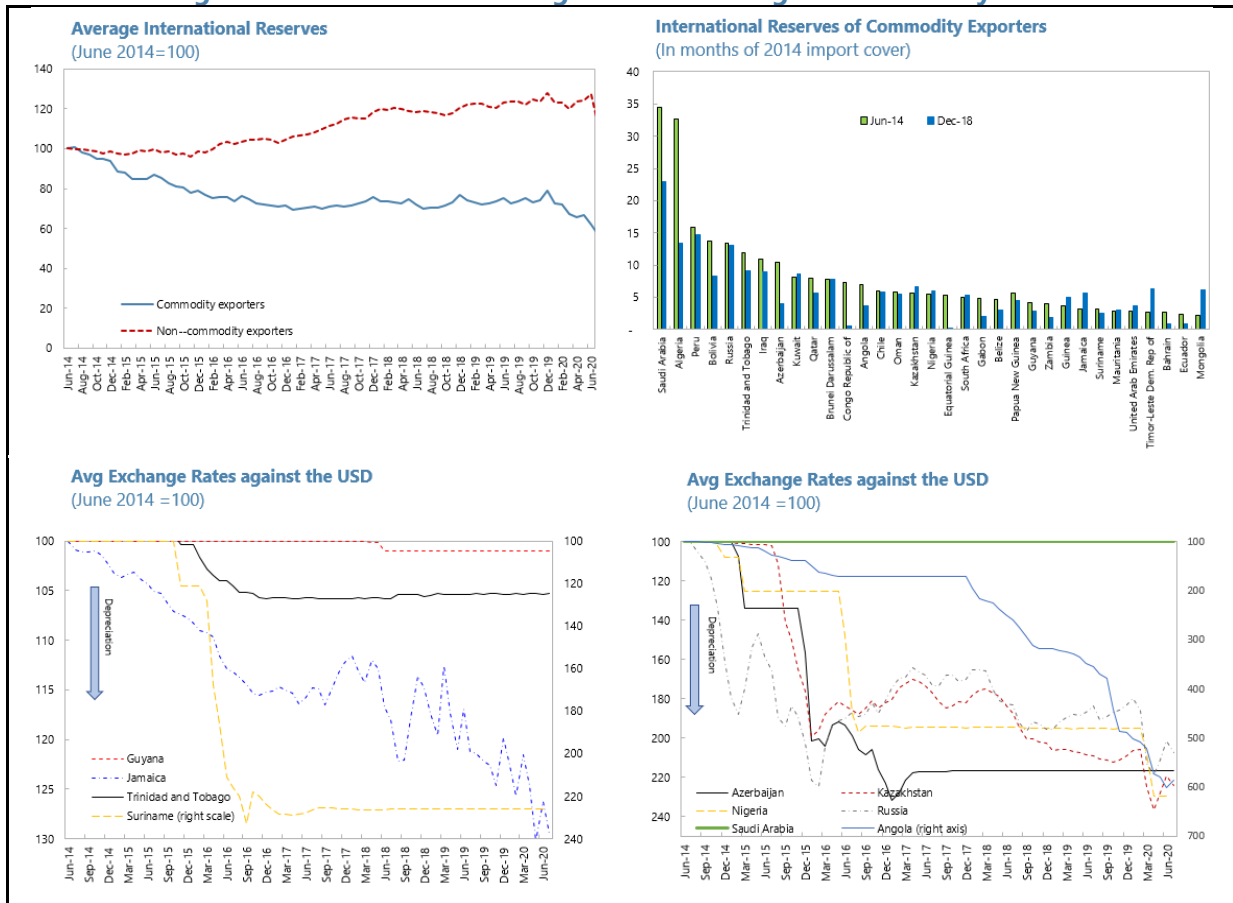 Average International Reserves
(June 2014=100)
140
120
100
80
60
40
20
0
Commodity exporters
Non--commodity exporters
Jun-14
Aug-14
Oct-14
Dec-14
Feb-15
Apr-15
Jun-15
Aug-15
Oct-15
Dec-15
Feb-16
Apr-16
Jun-16
Aug-16
Oct-16
Dec-16
Feb-17
Apr-17
Jun-17
Aug-17
Oct-17
Dec-17
Feb-18
Apr-18
Jun-18
Aug-18
Oct-18
Dec-18
Feb-19
Apr-19
Jun-19
Aug-19
Oct-19
Dec-19
Feb-20
Apr-20
Jun-20
International Reserves of Commodity Exporters
(In months of 2014 import cover)
40
35
30
25
20
15
10
5
-
Jun-14
Dec-18
Saudi Arabia
Algeria
Peru
Bolivia
Russia
Trinidad and Tobago
Iraq
Azerbaijan
Kuwait
Qatar
Brunei Darussalam
Congo Republic of
Angola
Chile
Oman
Kazakhstan
Nigeria
Equatorial Guinea
South Africa
Gabon
Belize
Papua New Guinea
Guyana
Zambia
Guinea
Jamaica
Suriname
Mauritania
United Arab Emirates
Timor-Leste Dem. Rep of
Bahrain
Ecuador
Mongolia
Avg Exchange Rates against the USD
(June 2014 =100)
100
105
110
115
120
125
130
100
120
140
160
180
200
220
240
Depreciation
Guyana
Jamaica
Trinidad and Tobago
Suriname (right scale)
Jun-14
Sep-14
Dec-14
Mar-15
Jun-15
Sep-15
Dec-15
Mar-16
Jun-16
Sep-16
Dec-16
Mar-17
Jun-17
Sep-17
Dec-17
Mar-18
Jun-18
Sep-18
Dec-18
Mar-19
Jun-19
Sep-19
Dec-19
Mar-20
Jun-20
Avg Exchange Rates against the USD
(June 2014 =100)
100
120
140
160
180
200
220
240
100
200
300
400
500
600
700
Depreciation
Azerbaijan
Kazakhstan
Nigeria
Russia
Saudi Arabia
Angola (right axis)
Jun-14
Sep-14
Dec-14
Mar-15
Jun-15
Sep-15
Dec-15
Mar-16
Jun-16
Sep-16
Dec-16
Mar-17
Jun-17
Sep-17
Dec-17
Mar-18
Jun-18
Sep-18
Dec-18
Mar-19
Jun-19
Sep-19
Dec-19
Mar-20
Jun-20